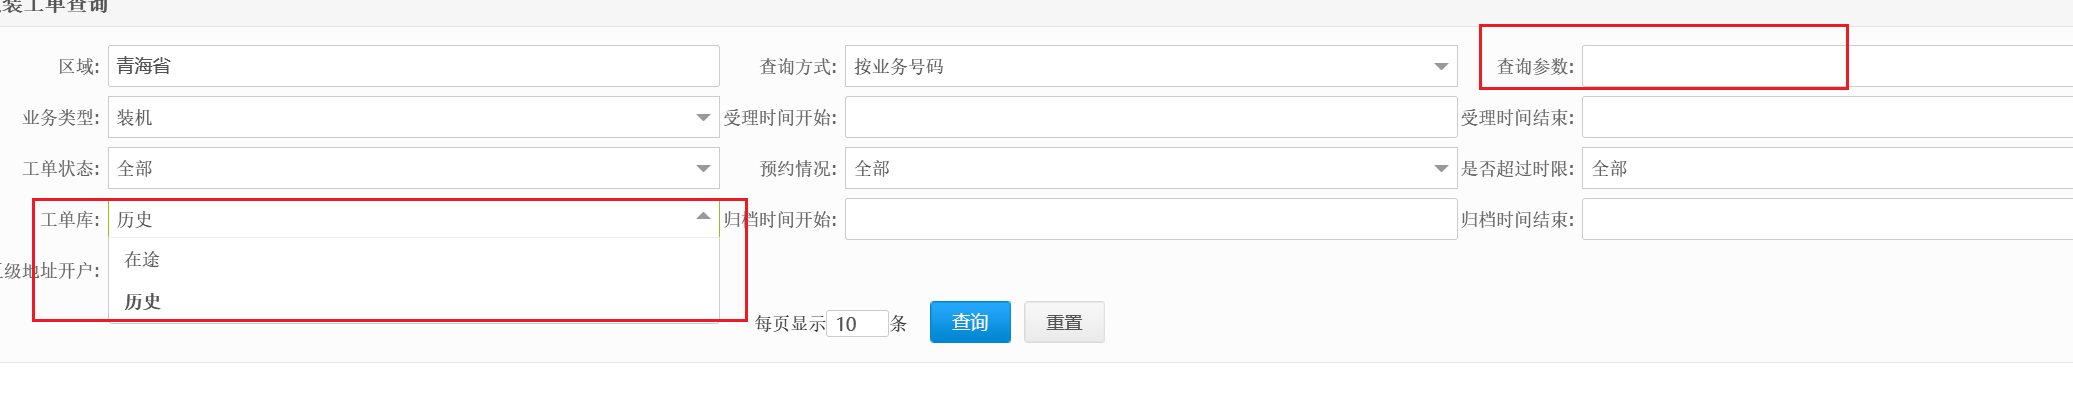 装工单查询
区域: 青海省 查询方式: 按业务号码 查询参数:
业务类型: 装机 受理时间开始: 受理时间结束:
工单状态: 全部 预约情况: 全部 是否超过时限: 全部
工单库: 历史 归档时间开始: 归档时间结束:
在途
级地址开户:
历史
每页显示 10 条 查询 重置